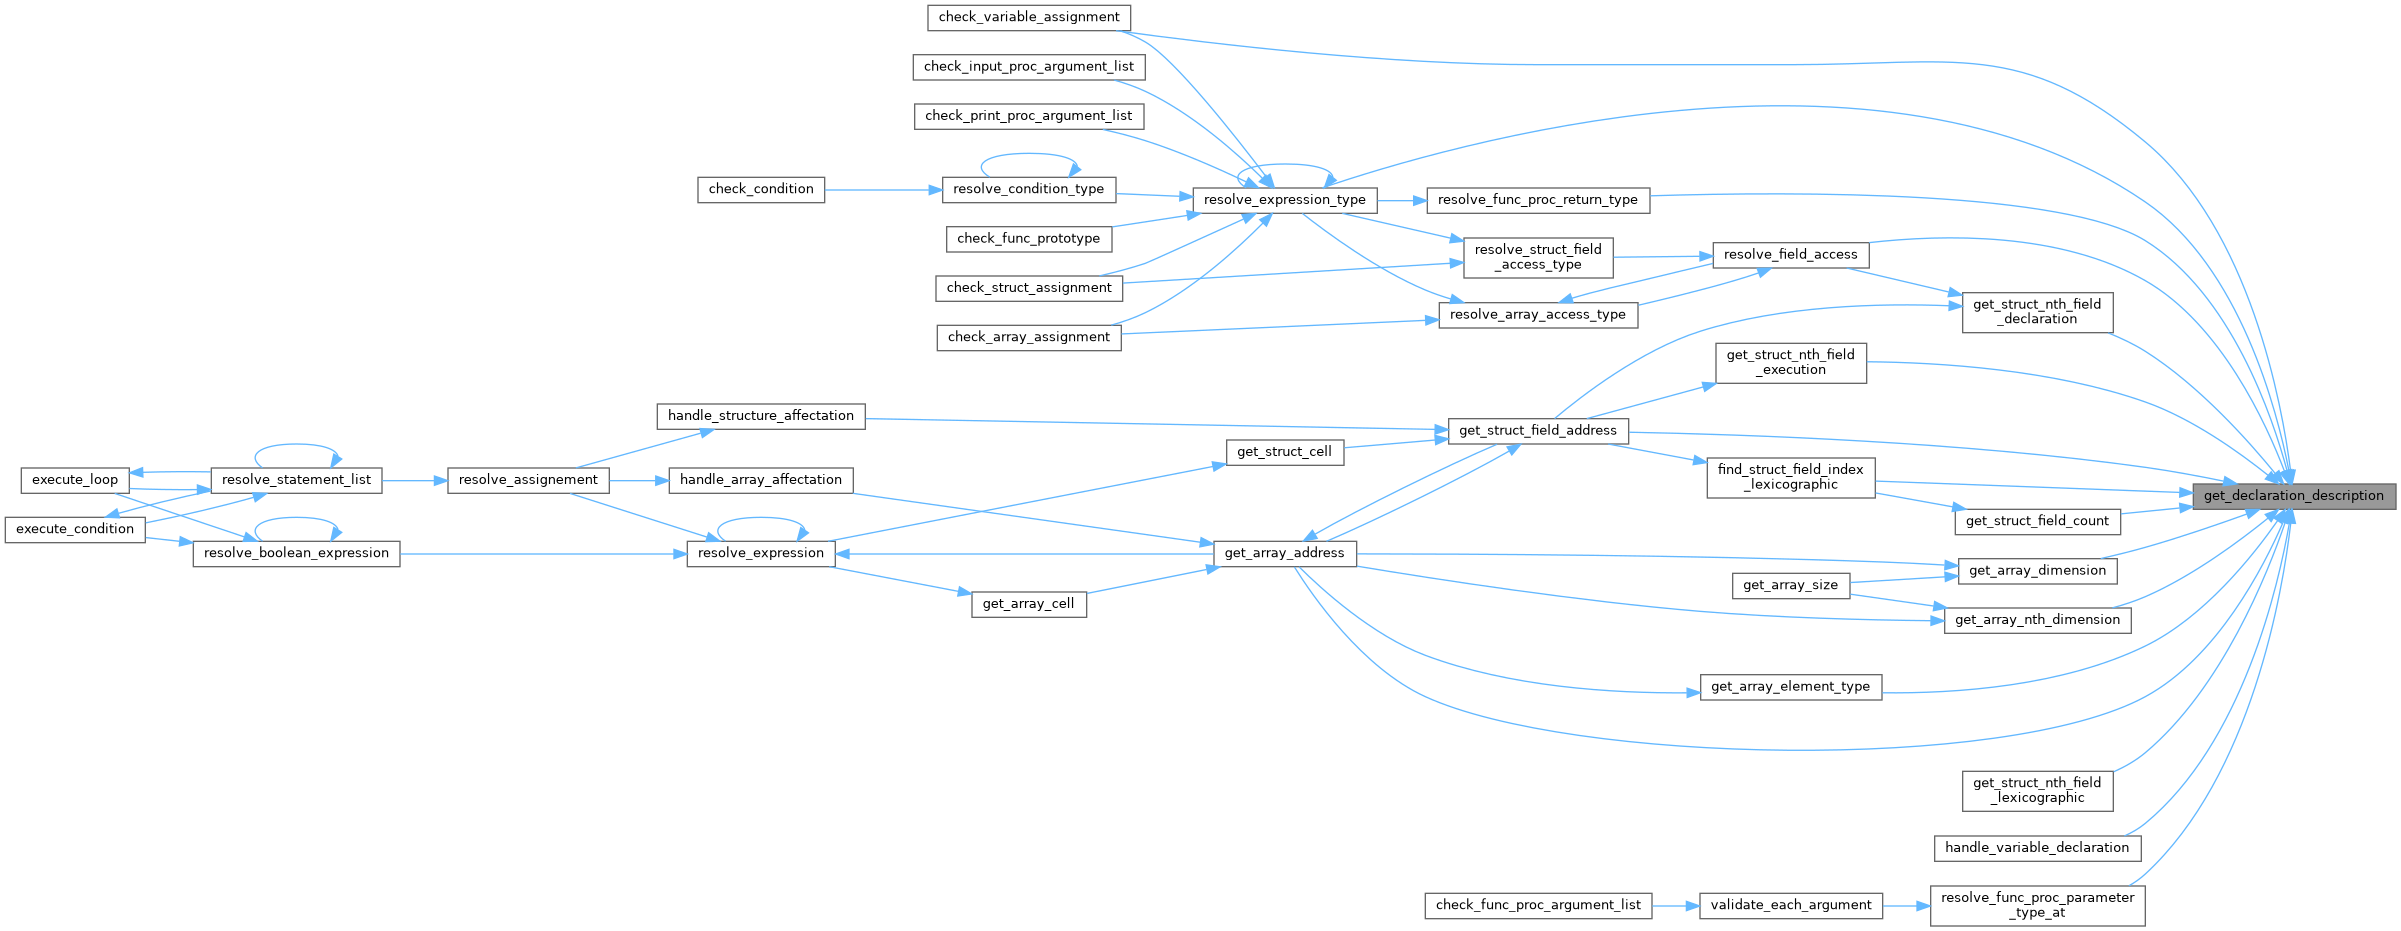 check_variable_assignment
check_input_proc_argument_list
check_print_proc_argument_list
check_condition
resolve_condition_type
resolve_expression_type
resolve_func_proc_return_type
check_func_prototype
resolve_struct_field
_access_type
resolve_field_access
check_struct_assignment
resolve_array_access_type
get_struct_nth_field
_declaration
check_array_assignment
get_struct_nth_field
_execution
handle_structure_affectation
get_struct_field_address
get_struct_cell
execute_loop
resolve_statement_list
resolve_assignement
handle_array_affectation
find_struct_field_index
_lexicographic
get_declaration_description
execute_condition
get_struct_field_count
resolve_boolean_expression
resolve_expression
get_array_address
get_array_dimension
get_array_size
get_array_cell
get_array_nth_dimension
get_array_element_type
get_struct_nth_field
_lexicographic
handle_variable_declaration
check_func_proc_argument_list
validate_each_argument
resolve_func_proc_parameter
_type_at